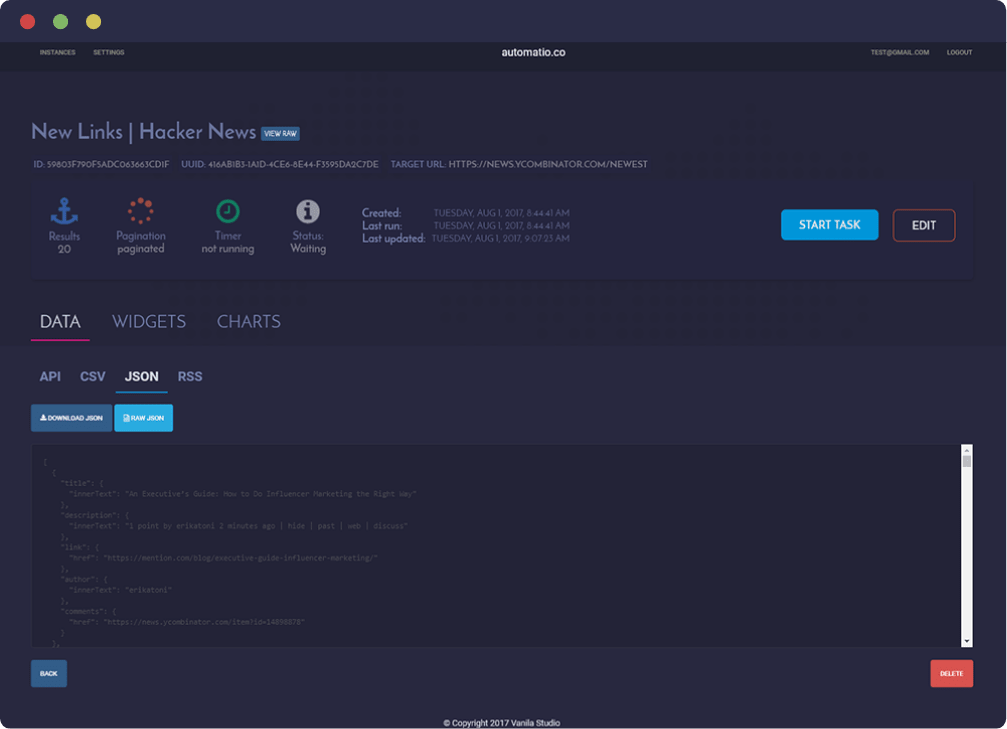 INSTANCES SETTINGS automatio.co TEST@GMAIL.COM LOGOUT
New Links | Hacker News VIEW RAW
ID: 59803F790F5ADC063663CD1F UUID: 416AB1B3-1A1D-4CE6-8E44-F3595DA2C7DE TARGET URL: HTTPS://NEWS.YCOMBINATOR.COM/NEWEST
Results
20
Pagination
paginated
Timer
not running
Status:
Waiting
Created: TUESDAY, AUG 1, 2017, 8:44:41 AM
Last run: TUESDAY, AUG 1, 2017, 8:44:41 AM
Last updated: TUESDAY, AUG 1, 2017, 9:07:23 AM
START TASK EDIT
DATA WIDGETS CHARTS
API CSV JSON RSS
DOWNLOAD JSON RAW JSON
[
{
"title": {
"innerText": "An Executive's Guide: How to Do Influencer Marketing the Right Way"
},
"description": {
"innerText": "1 point by erikatoni 2 minutes ago | hide | past | web | discuss"
},
"link": {
"href": "https://mention.com/blog/executive-guide-influencer-marketing/"
},
"author": {
"innerText": "erikatoni"
},
"comments": {
"href": "https://news.ycombinator.com/item?id=14898878"
}
},
BACK DELETE
© Copyright 2017 Vanila Studio